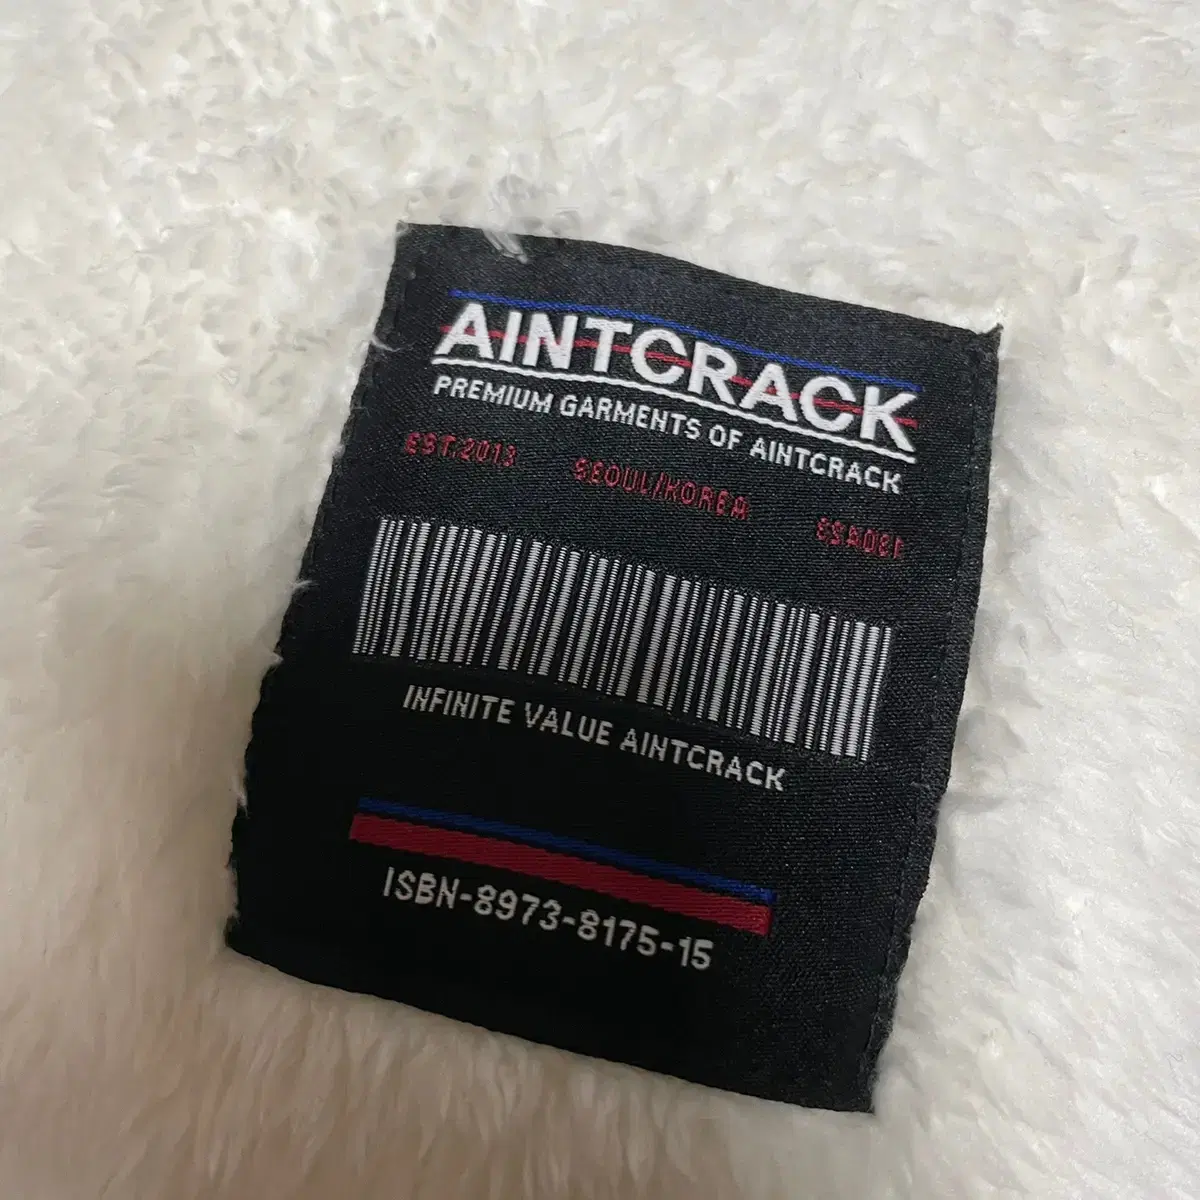 AINTCRACK
PREMIUM GARMENTS OF AINTCRACK
EST.2013 SEOUL/KOREA
INFINITE VALUE AINTCRACK
ISBN-8973-8175-15